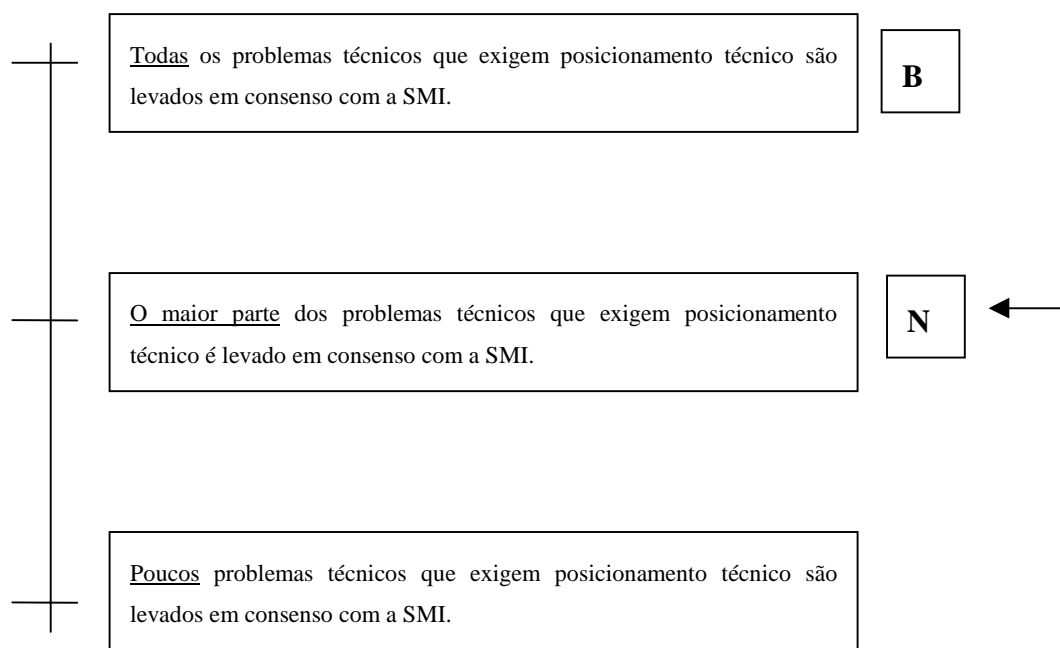 Todas os problemas técnicos que exigem posicionamento técnico são
levados em consenso com a SMI.
B
O maior parte dos problemas técnicos que exigem posicionamento
técnico é levado em consenso com a SMI.
N
Poucos problemas técnicos que exigem posicionamento técnico são
levados em consenso com a SMI.